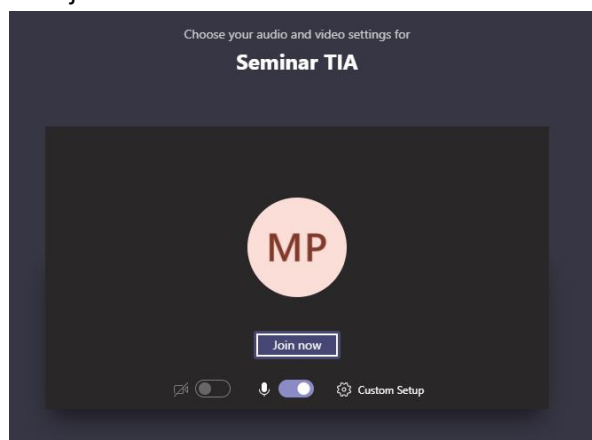 Choose your audio and video settings for
Seminar TIA
MP
Join now
Custom Setup